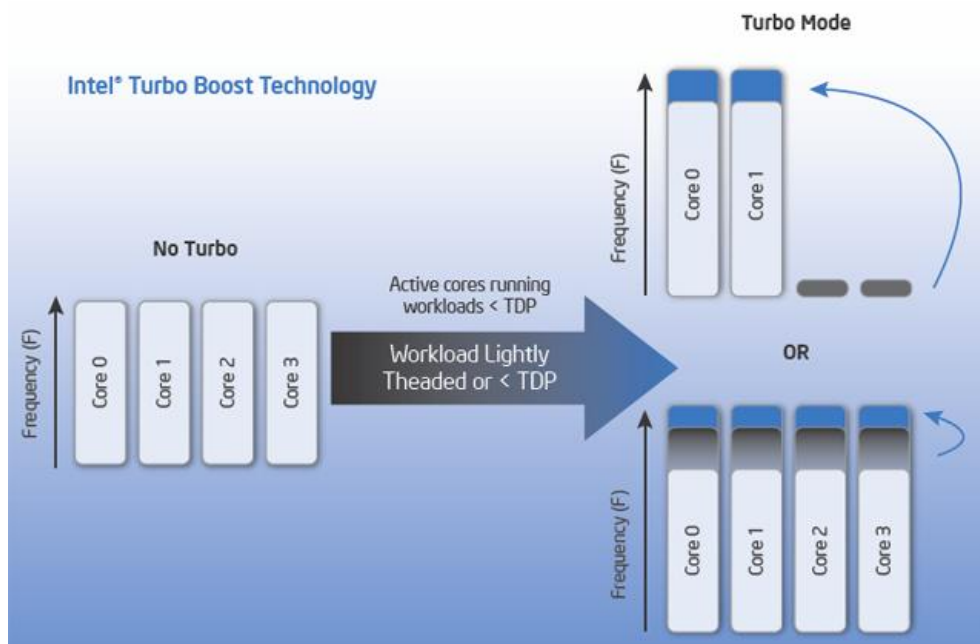 Turbo Mode
Intel® Turbo Boost Technology
Frequency (F)
Core 0
Core 1
No Turbo
Frequency (F)
Core 0
Core 1
Core 2
Core 3
Active cores running
workloads < TDP
Workload Lightly
Theaded or < TDP
OR
Frequency (F)
Core 0
Core 1
Core 2
Core 3